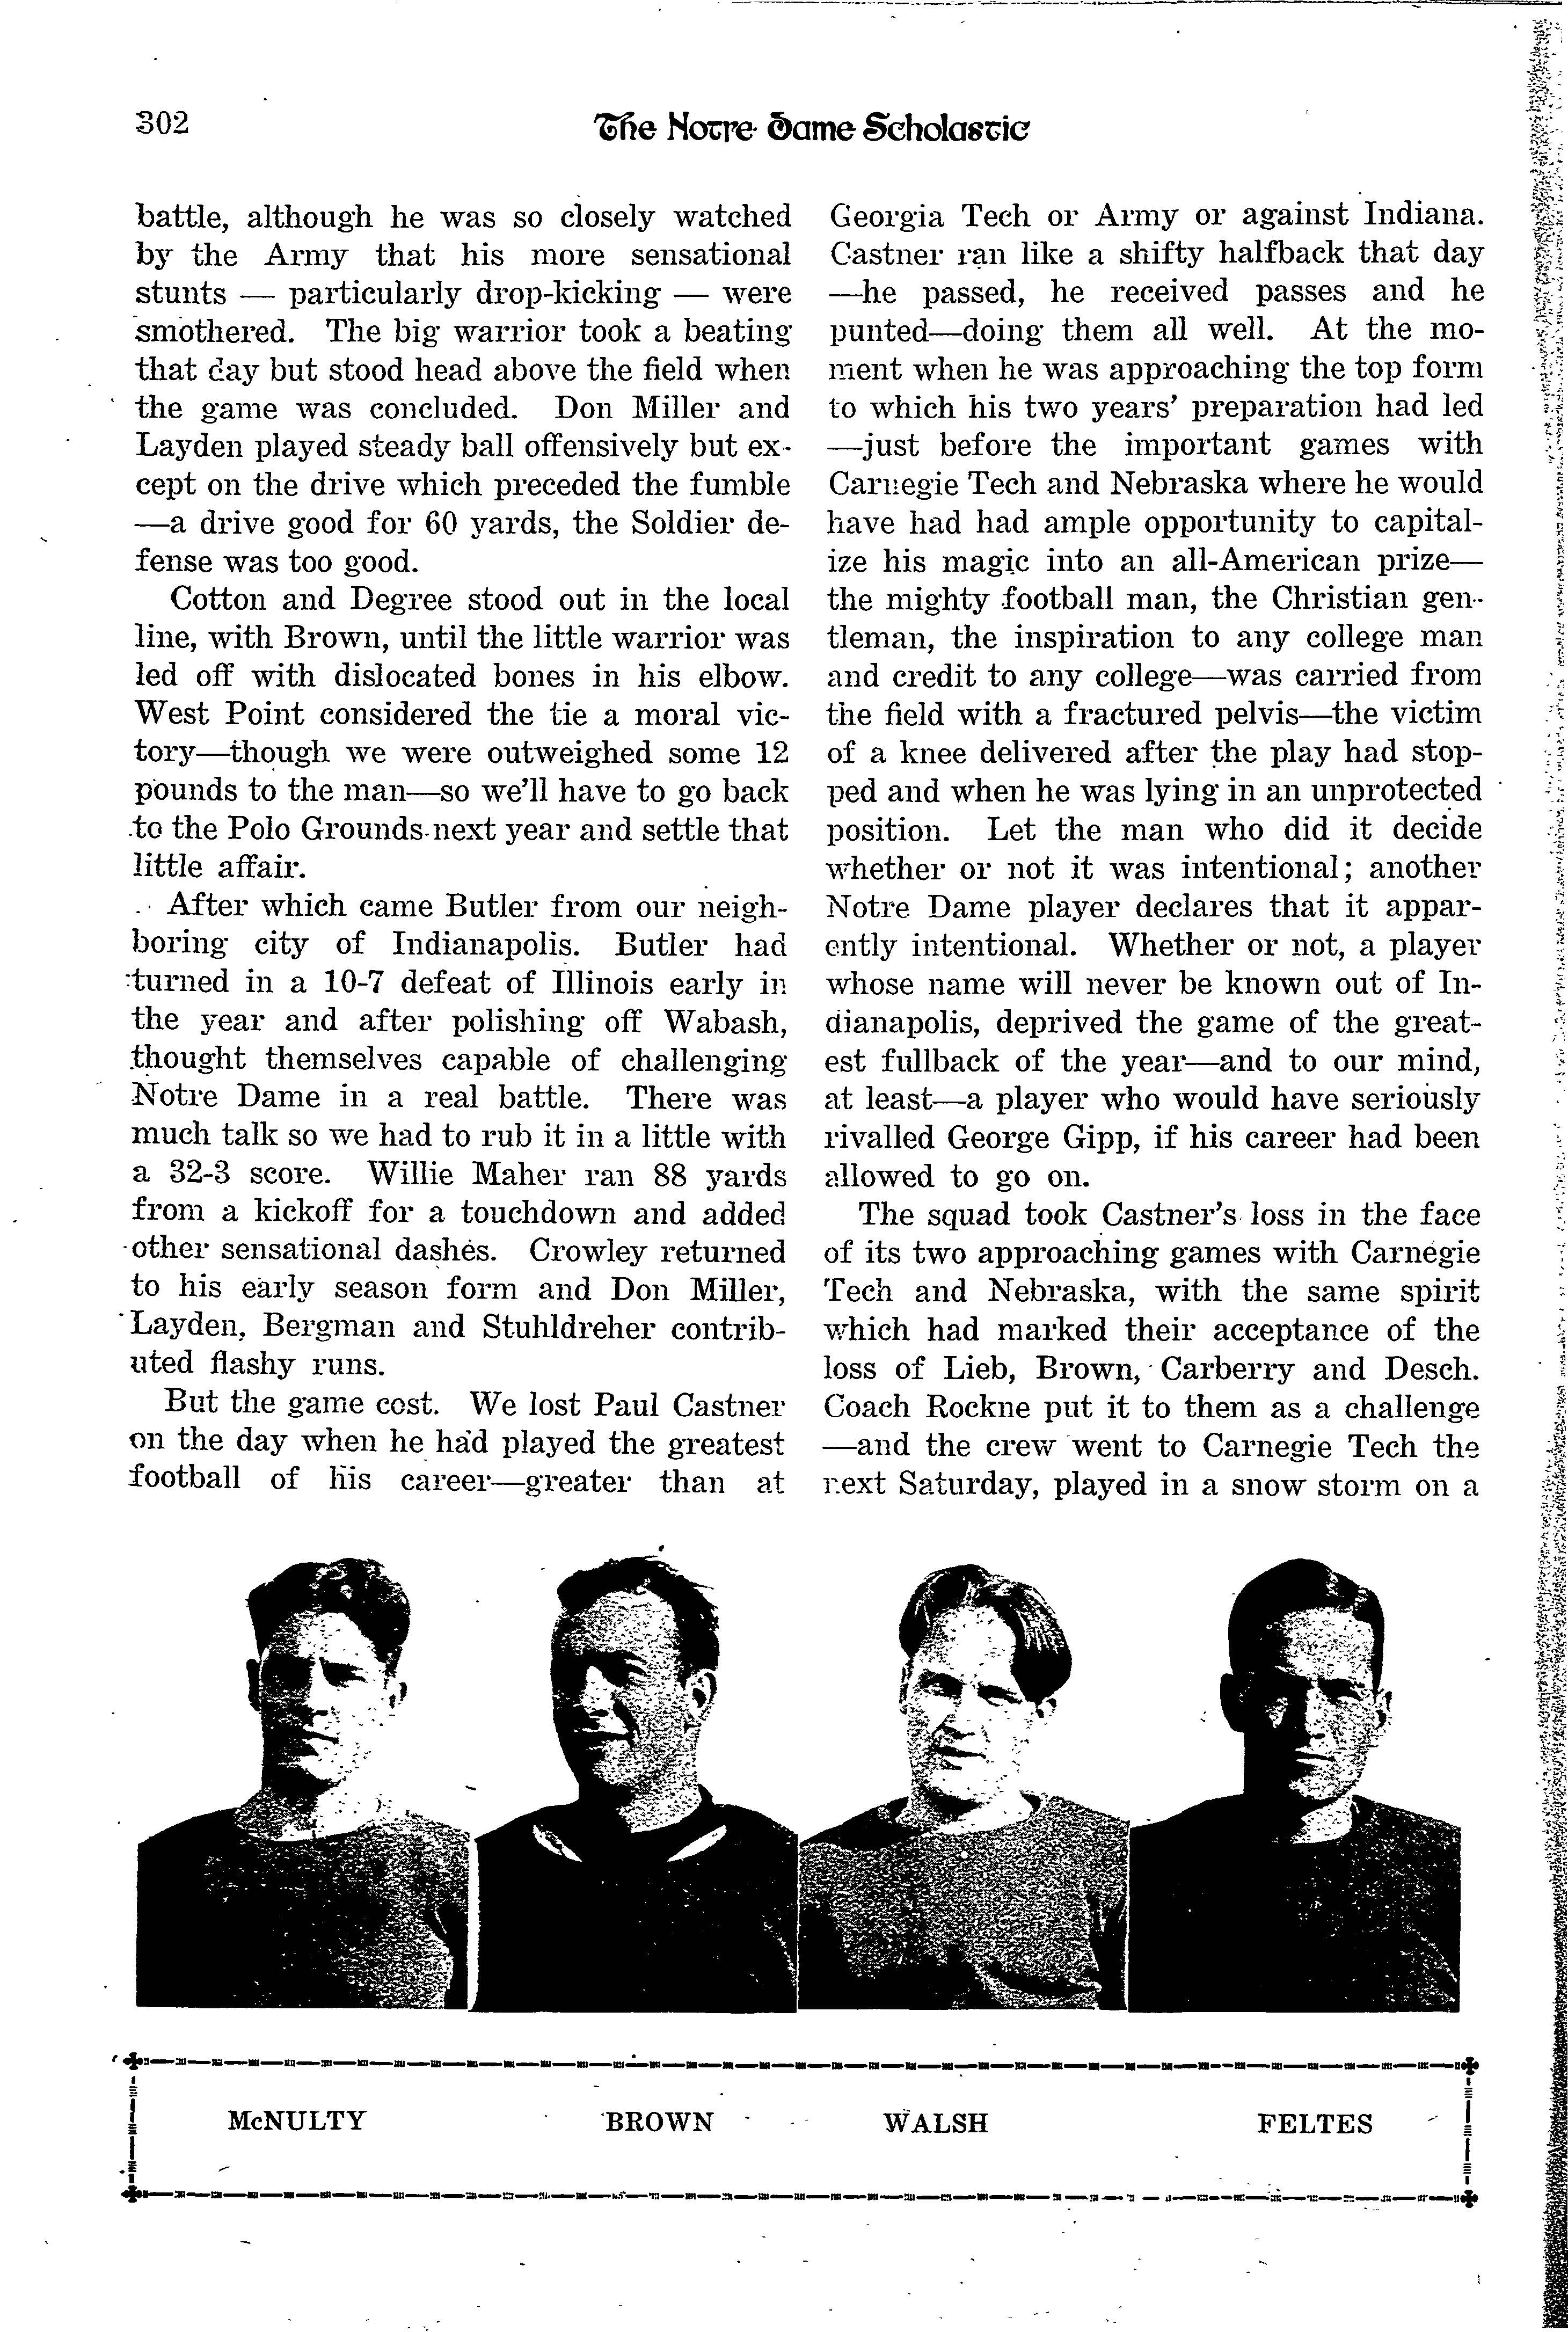 302
The Notre Dame Scholastic
battle, although he was so closely watched
by the Army that his more sensational
stunts — particularly drop-kicking — were
smothered. The big warrior took a beating
that day but stood head above the field when
the game was concluded. Don Miller and
Layden played steady ball offensively but ex-
cept on the drive which preceded the fumble
—a drive good for 60 yards, the Soldier de-
fense was too good.
Cotton and Degree stood out in the local
line, with Brown, until the little warrior was
led off with dislocated bones in his elbow.
West Point considered the tie a moral vic-
tory—though we were outweighed some 12
pounds to the man—so we'll have to go back
to the Polo Grounds next year and settle that
little affair.
After which came Butler from our neigh-
boring city of Indianapolis. Butler had
turned in a 10-7 defeat of Illinois early in
the year and after polishing off Wabash,
thought themselves capable of challenging
Notre Dame in a real battle. There was
much talk so we had to rub it in a little with
a 32-3 score. Willie Maher ran 88 yards
from a kickoff for a touchdown and added
other sensational dashes. Crowley returned
to his early season form and Don Miller,
Layden, Bergman and Stuhldreher contrib-
uted flashy runs.
But the game cost. We lost Paul Castner
on the day when he had played the greatest
football of his career—greater than at
Georgia Tech or Army or against Indiana.
Castner ran like a shifty halfback that day
—he passed, he received passes and he
punted—doing them all well. At the mo-
ment when he was approaching the top form
to which his two years' preparation had led
—just before the important games with
Carnegie Tech and Nebraska where he would
have had had ample opportunity to capital-
ize his magic into an all-American prize—
the mighty football man, the Christian gen-
tleman, the inspiration to any college man
and credit to any college—was carried from
the field with a fractured pelvis—the victim
of a knee delivered after the play had stop-
ped and when he was lying in an unprotected
position. Let the man who did it decide
whether or not it was intentional; another
Notre Dame player declares that it appar-
ently intentional. Whether or not, a player
whose name will never be known out of In-
dianapolis, deprived the game of the great-
est fullback of the year—and to our mind,
at least—a player who would have seriously
rivalled George Gipp, if his career had been
allowed to go on.
The squad took Castner's loss in the face
of its two approaching games with Carnegie
Tech and Nebraska, with the same spirit
which had marked their acceptance of the
loss of Lieb, Brown, Carberry and Desch.
Coach Rockne put it to them as a challenge
—and the crew went to Carnegie Tech the
next Saturday, played in a snow storm on a
McNULTY BROWN WALSH FELTES